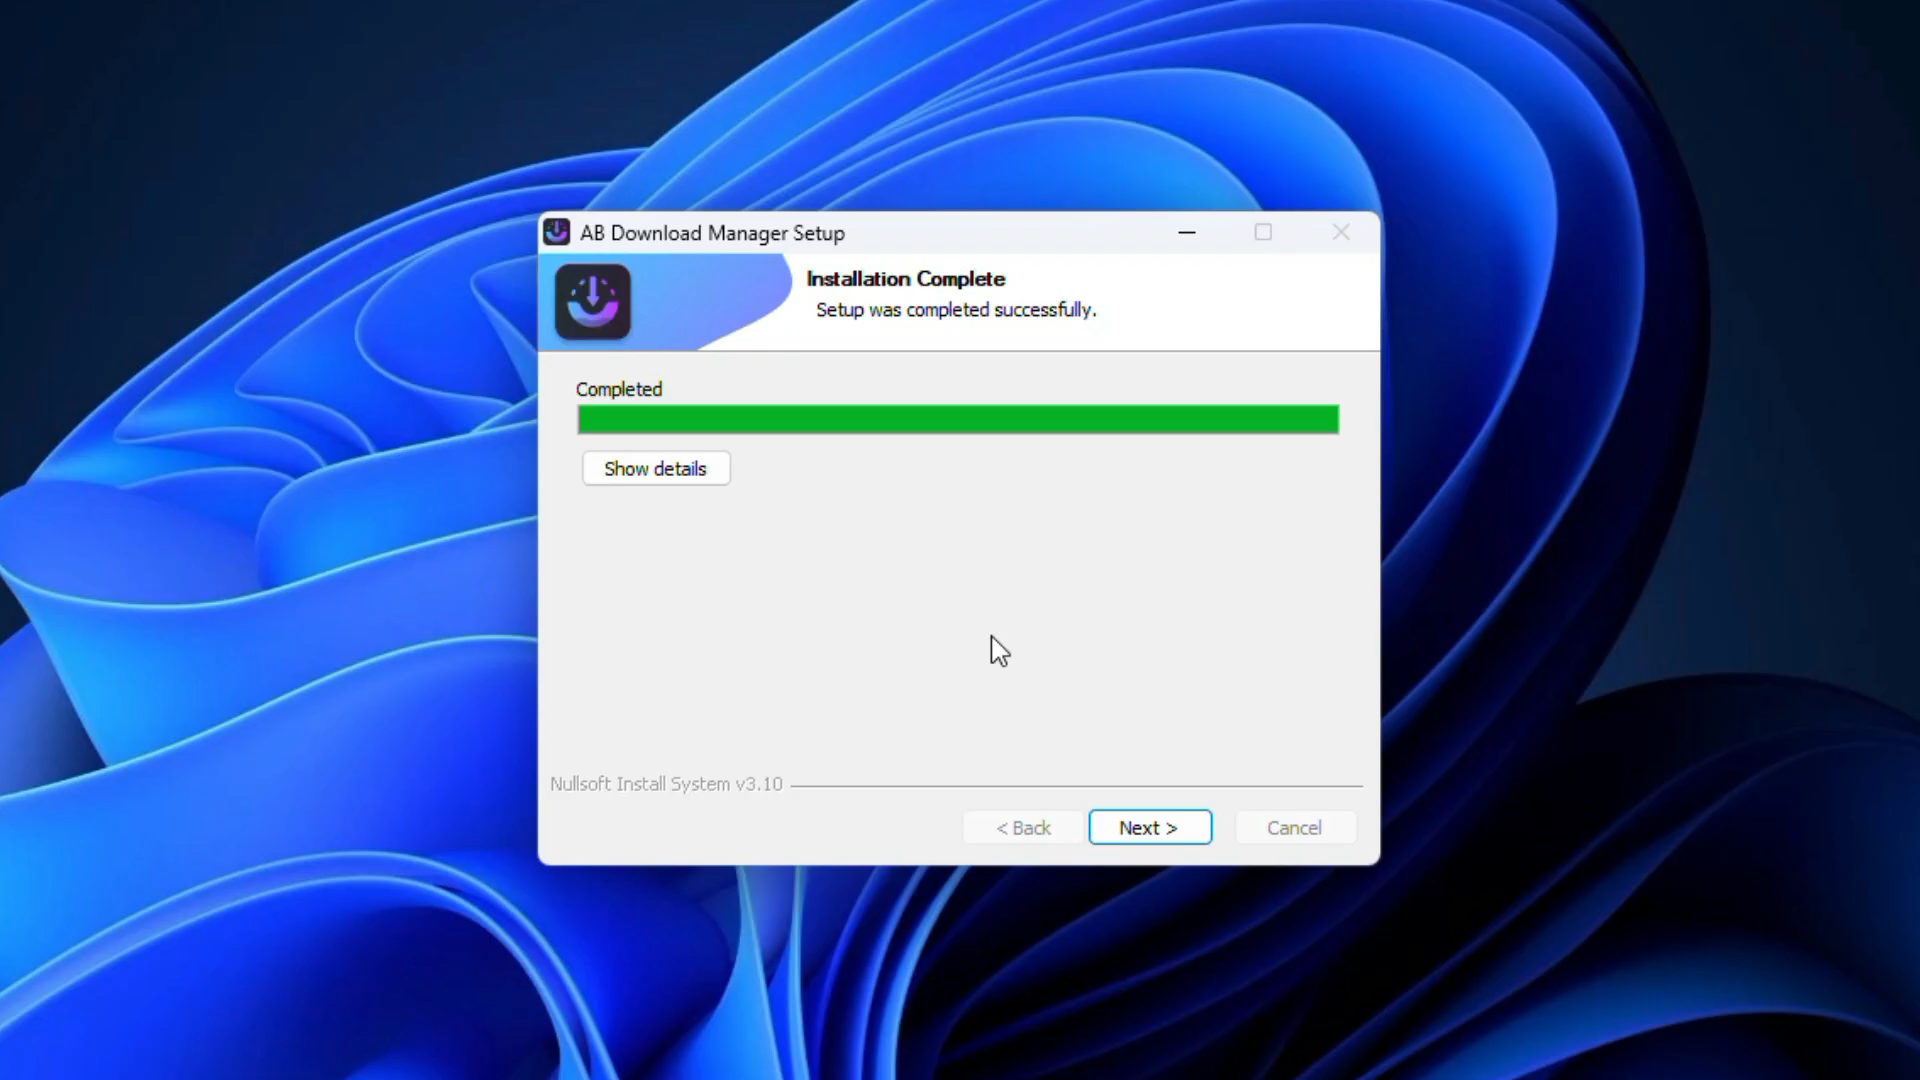 AB Download Manager Setup
Installation Complete
Setup was completed successfully.
Completed
Show details
Nullsoft Install System v3.10
< Back
Next >
Cancel